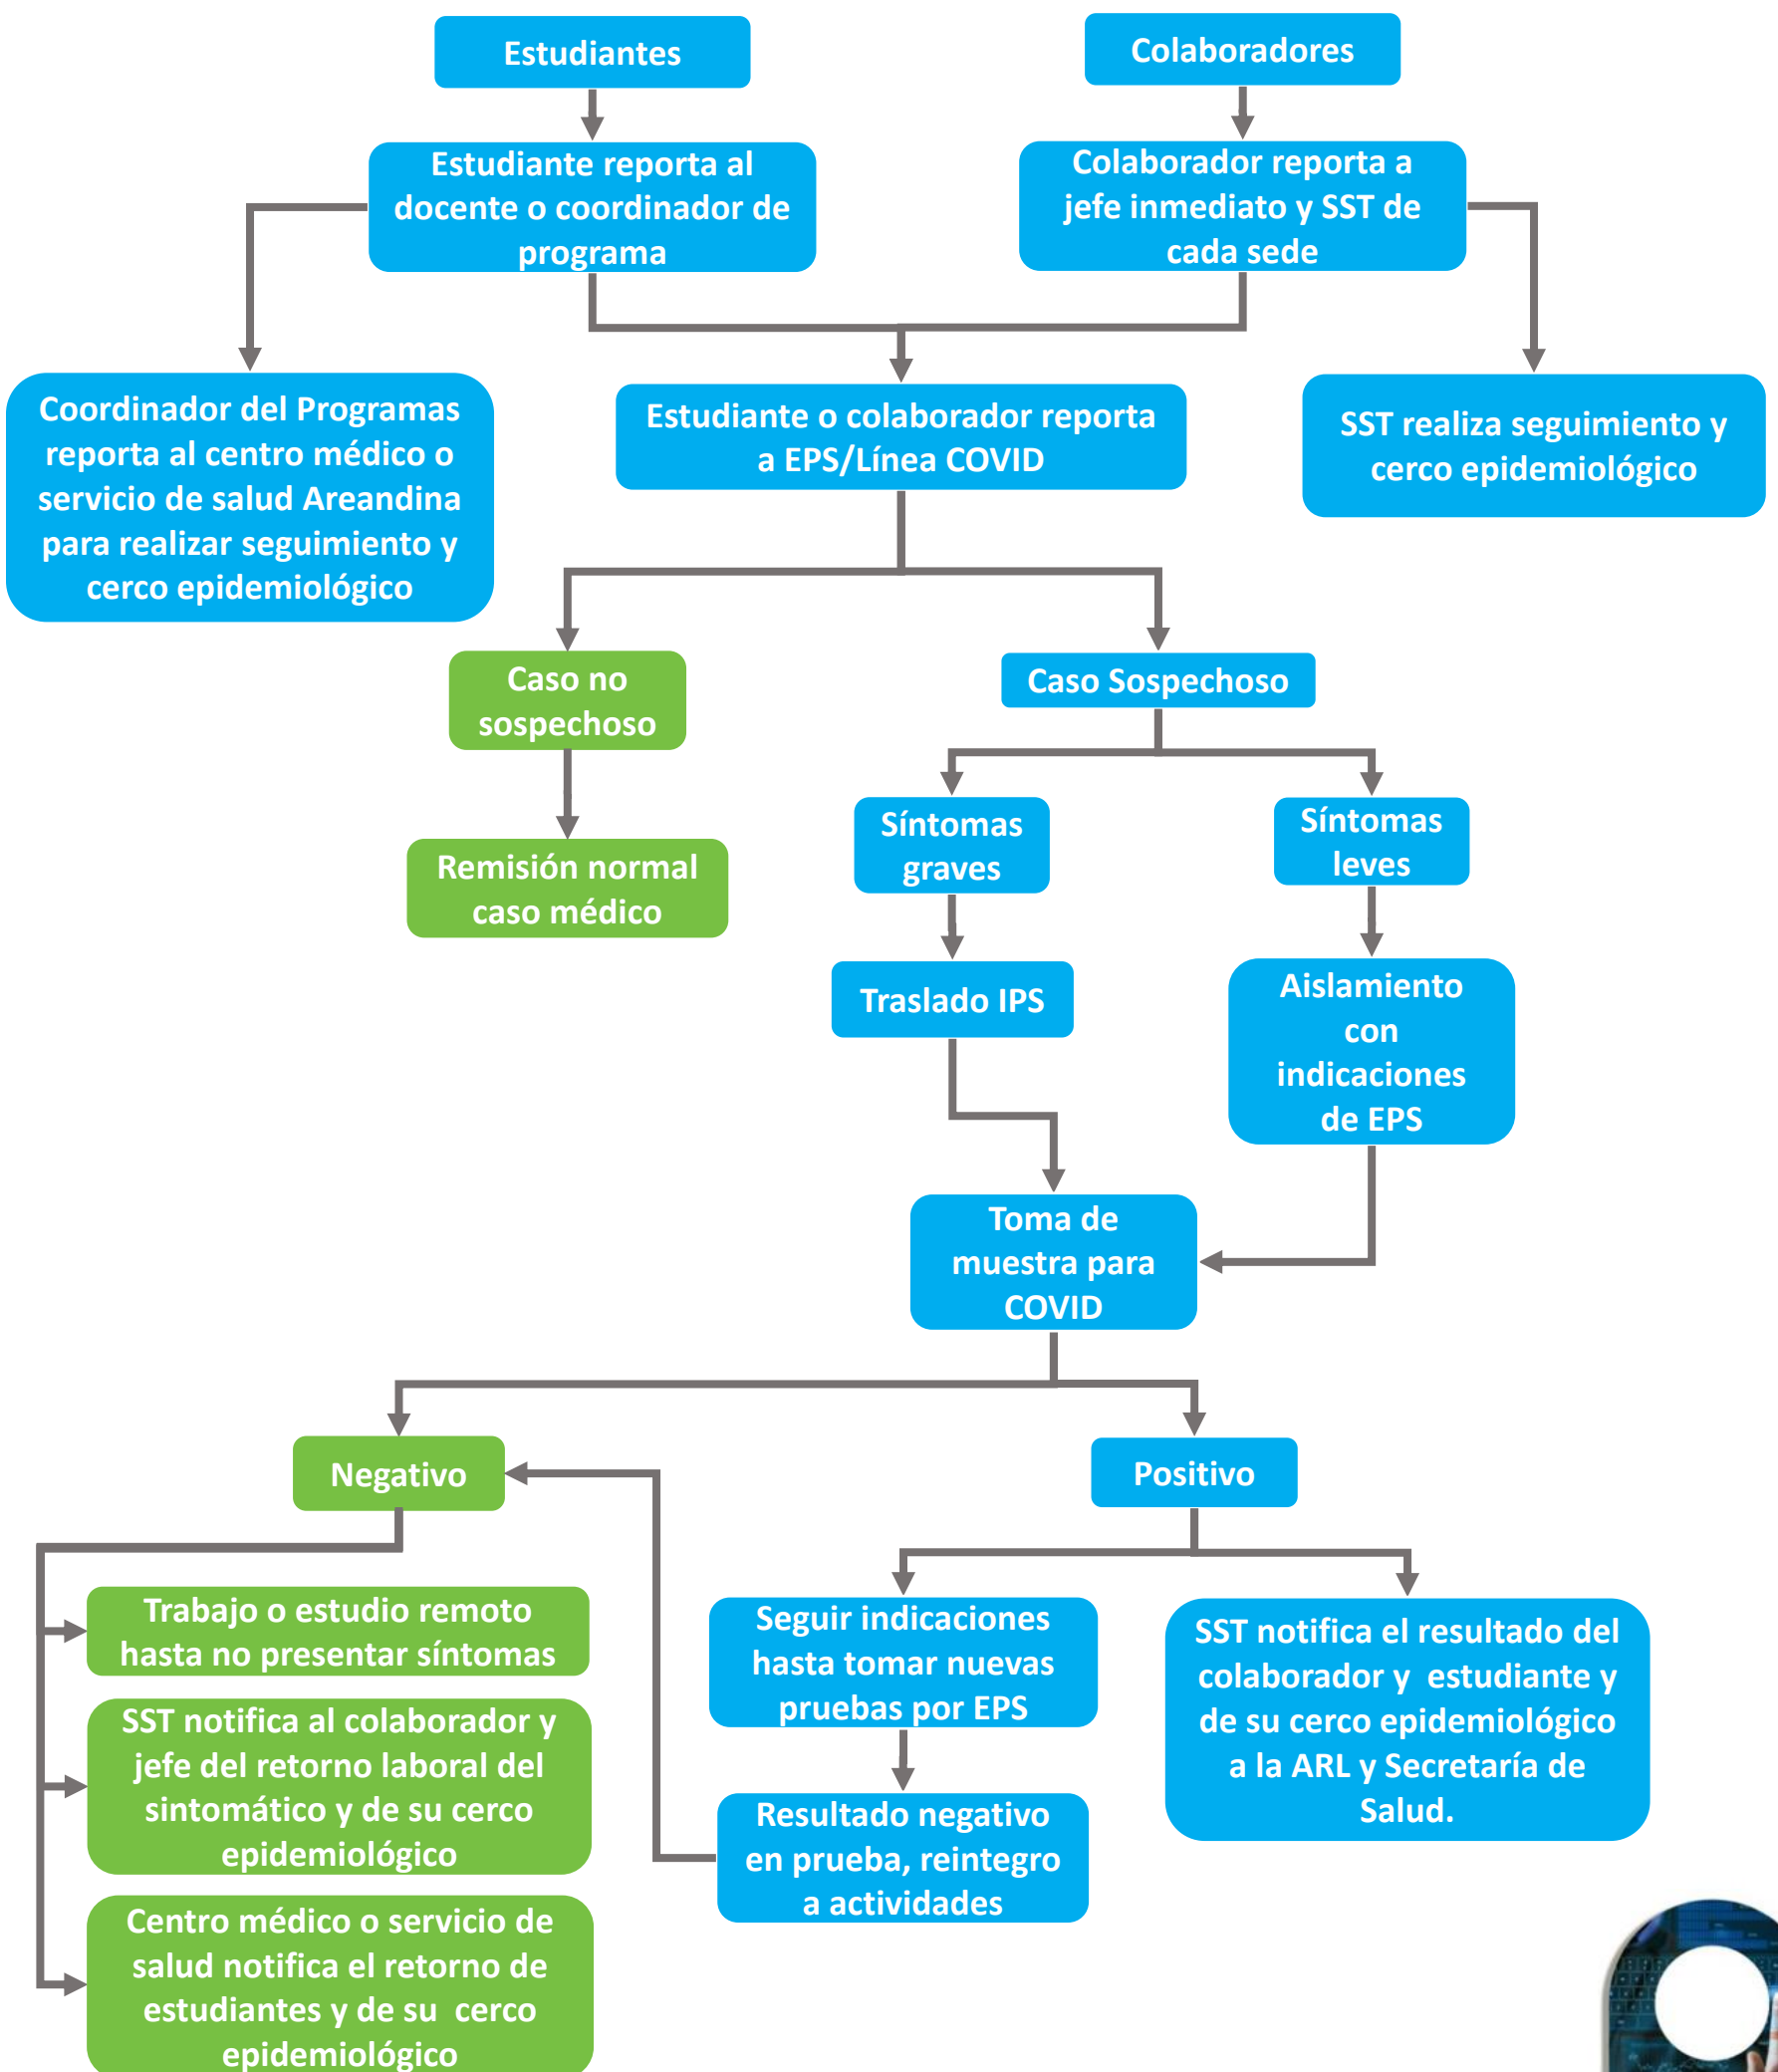 Estudiantes
Colaboradores
Estudiante reporta al
docente o coordinador de
programa
Colaborador reporta a
jefe inmediato y SST de
cada sede
Coordinador del Programas
reporta al centro médico o
servicio de salud Areandina
para realizar seguimiento y
cerco epidemiológico
Estudiante o colaborador reporta
a EPS/Línea COVID
SST realiza seguimiento y
cerco epidemiológico
Caso no
sospechoso
Caso Sospechoso
Remisión normal
caso médico
Síntomas
graves
Síntomas
leves
Traslado IPS
Aislamiento
con
indicaciones
de EPS
Toma de
muestra para
COVID
Negativo
Positivo
Trabajo o estudio remoto
hasta no presentar síntomas
SST notifica al colaborador y
jefe del retorno laboral del
sintomático y de su cerco
epidemiológico
Centro médico o servicio de
salud notifica el retorno de
estudiantes y de su cerco
epidemiológico
Seguir indicaciones
hasta tomar nuevas
pruebas por EPS
Resultado negativo
en prueba, reintegro
a actividades
SST notifica el resultado del
colaborador y estudiante y
de su cerco epidemiológico
a la ARL y Secretaría de
Salud.